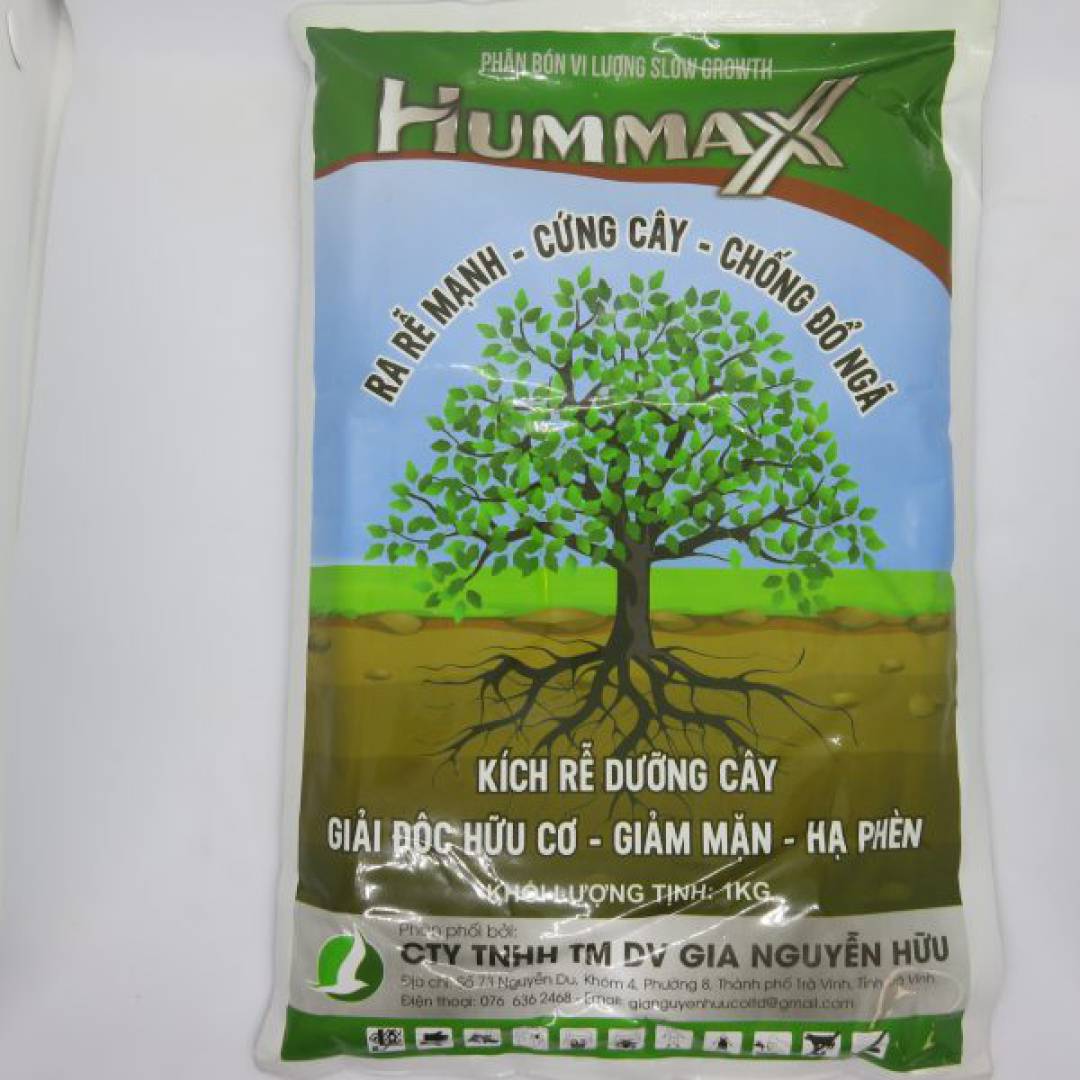 PHÂN BÓN VI LƯỢNG SLOW GROWTH
HUMMAX
RA RỄ MẠNH - CỨNG CÂY - CHỐNG ĐỔ NGÃ
KÍCH RỄ DƯỠNG CÂY
GIẢI ĐỘC HỮU CƠ - GIẢM MẶN - HẠ PHÈN
KHỐI LƯỢNG TỊNH: 1KG
Phân phối bởi:
CTY TNHH TM DV GIA NGUYỄN HỮU
Địa chỉ: Số 73 Nguyễn Du, Khóm 4, Phường 8, Thành phố Trà Vinh, Tỉnh Trà Vinh
Điện thoại: 076 636 2468 - Email: gianguyenhuucoltd@gmail.com